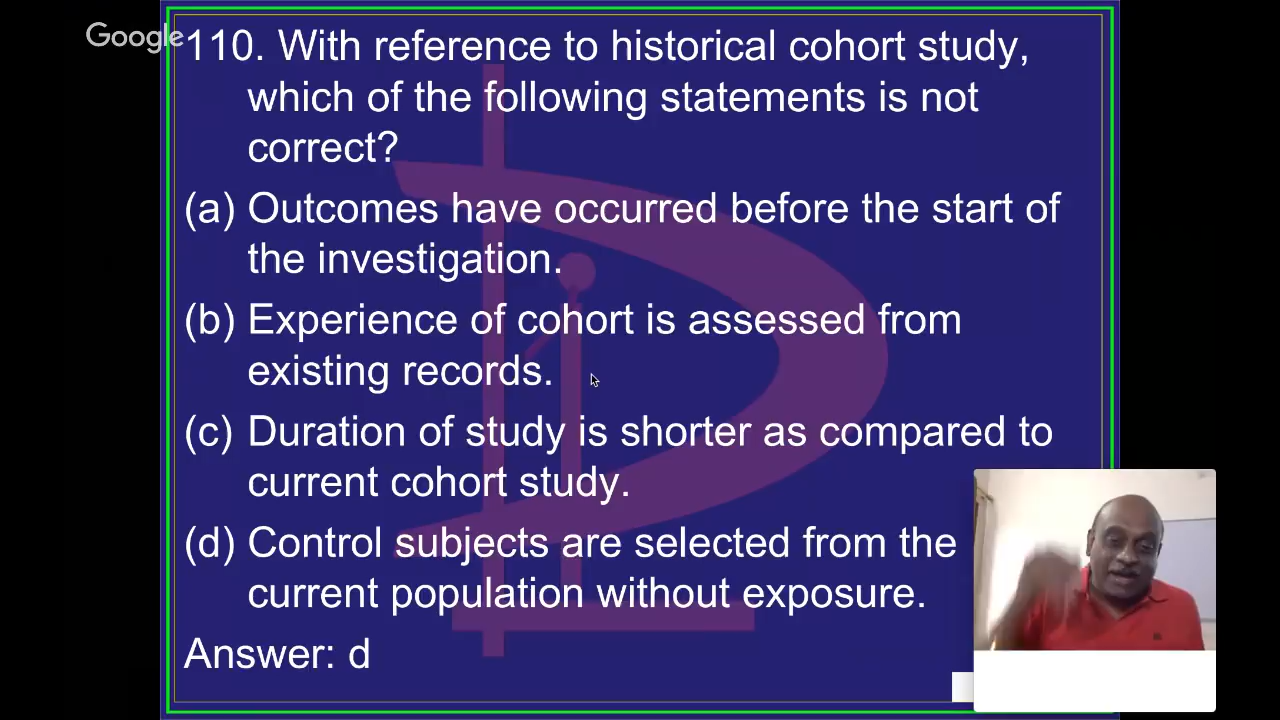 Google
110. With reference to historical cohort study,
which of the following statements is not
correct?
(a) Outcomes have occurred before the start of
the investigation.
(b) Experience of cohort is assessed from
existing records.
(c) Duration of study is shorter as compared to
current cohort study.
(d) Control subjects are selected from the
current population without exposure.
Answer: d